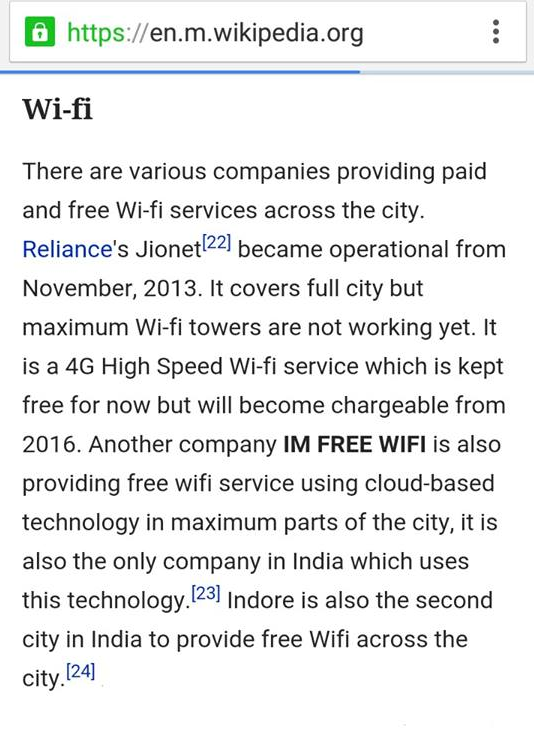 https://en.m.wikipedia.org
Wi-fi
There are various companies providing paid
and free Wi-fi services across the city.
Reliance's Jionet[22] became operational from
November, 2013. It covers full city but
maximum Wi-fi towers are not working yet. It
is a 4G High Speed Wi-fi service which is kept
free for now but will become chargeable from
2016. Another company IM FREE WIFI is also
providing free wifi service using cloud-based
technology in maximum parts of the city, it is
also the only company in India which uses
this technology.[23] Indore is also the second
city in India to provide free Wifi across the
city.[24]